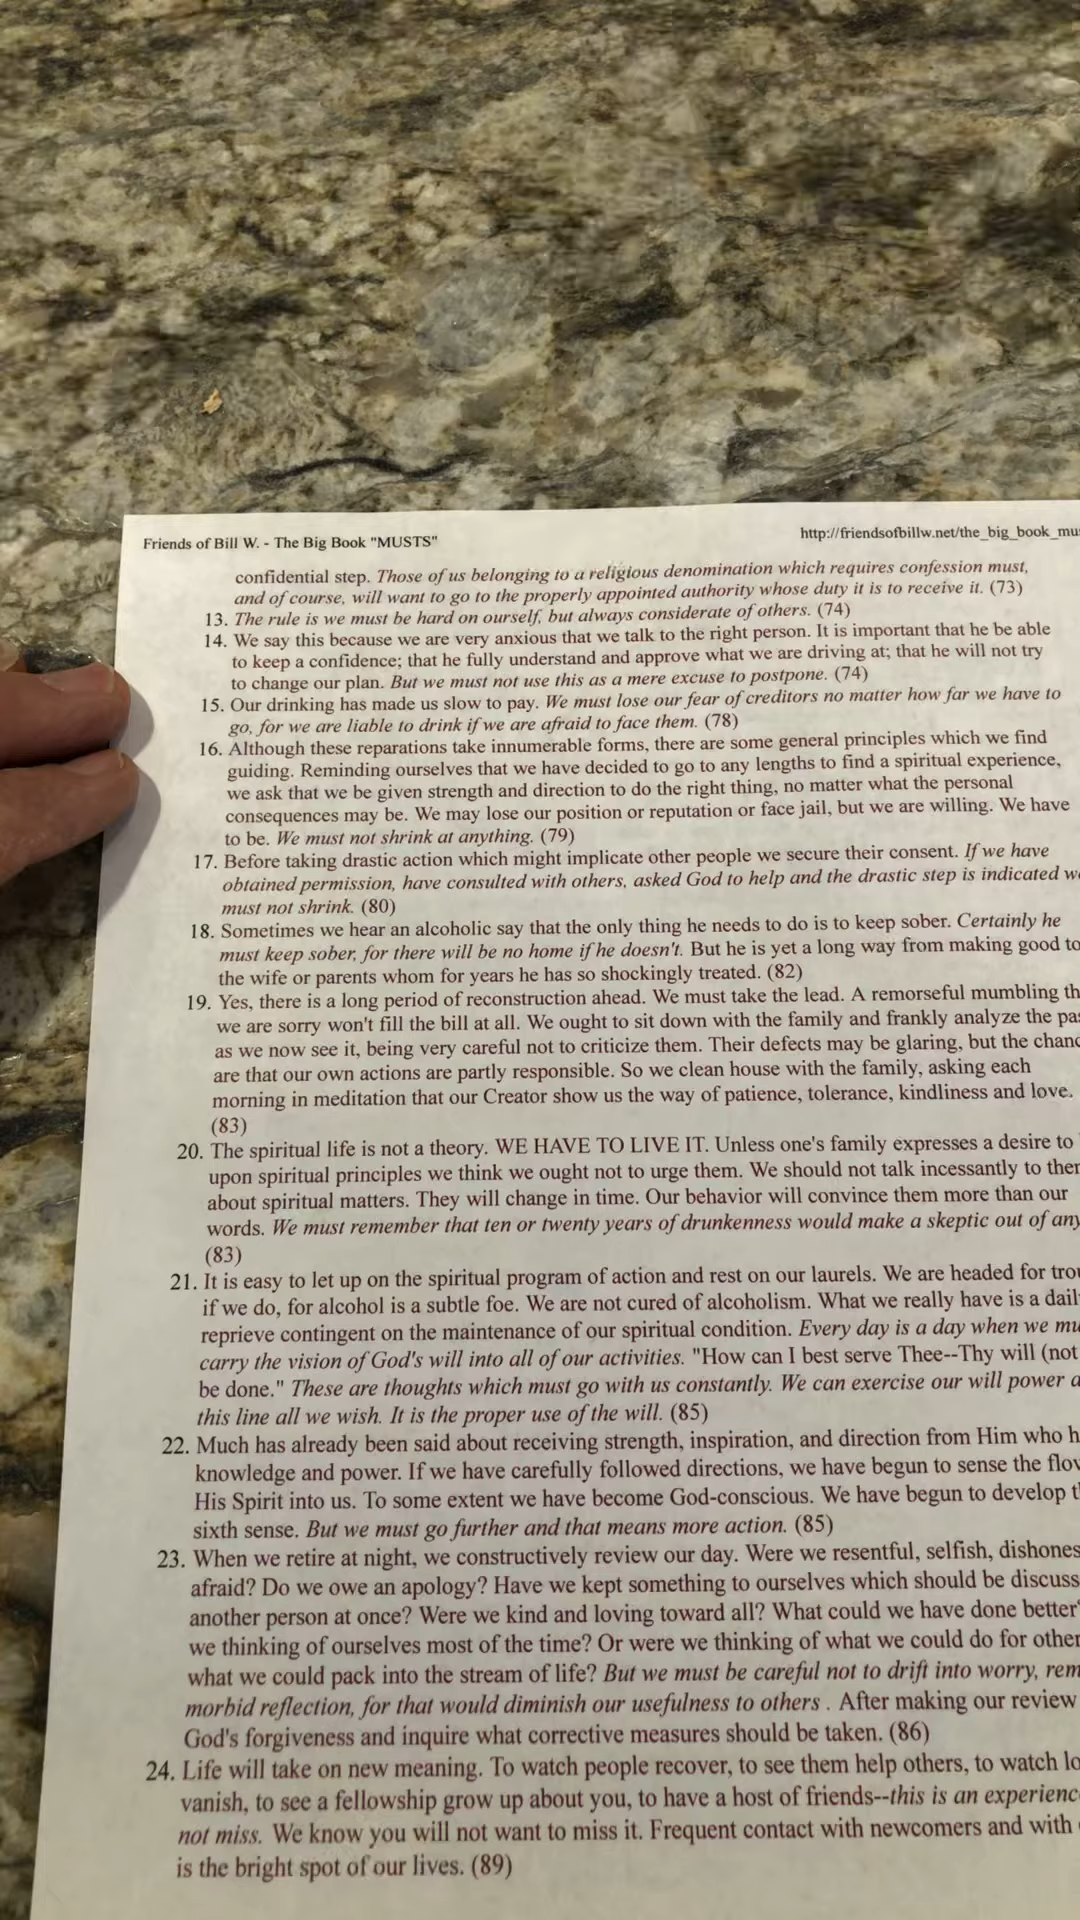 Friends of Bill W. - The Big Book "MUSTS"
http://friendsofbillw.net/the_big_book_mu
confidential step. Those of us belonging to a religious denomination which requires confession must,
and of course, will want to go to the properly appointed authority whose duty it is to receive it. (73)
13. The rule is we must be hard on ourself, but always considerate of others. (74)
14. We say this because we are very anxious that we talk to the right person. It is important that he be able
to keep a confidence; that he fully understand and approve what we are driving at; that he will not try
to change our plan. But we must not use this as a mere excuse to postpone. (74)
15. Our drinking has made us slow to pay. We must lose our fear of creditors no matter how far we have to
go, for we are liable to drink if we are afraid to face them. (78)
16. Although these reparations take innumerable forms, there are some general principles which we find
guiding. Reminding ourselves that we have decided to go to any lengths to find a spiritual experience,
we ask that we be given strength and direction to do the right thing, no matter what the personal
consequences may be. We may lose our position or reputation or face jail, but we are willing. We have
to be. We must not shrink at anything. (79)
17. Before taking drastic action which might implicate other people we secure their consent. If we have
obtained permission, have consulted with others, asked God to help and the drastic step is indicated w
must not shrink. (80)
18. Sometimes we hear an alcoholic say that the only thing he needs to do is to keep sober. Certainly he
must keep sober, for there will be no home if he doesn't. But he is yet a long way from making good to
the wife or parents whom for years he has so shockingly treated. (82)
19. Yes, there is a long period of reconstruction ahead. We must take the lead. A remorseful mumbling th
we are sorry won't fill the bill at all. We ought to sit down with the family and frankly analyze the pa
as we now see it, being very careful not to criticize them. Their defects may be glaring, but the chanc
are that our own actions are partly responsible. So we clean house with the family, asking each
morning in meditation that our Creator show us the way of patience, tolerance, kindliness and love.
(83)
20. The spiritual life is not a theory. WE HAVE TO LIVE IT. Unless one's family expresses a desire to
upon spiritual principles we think we ought not to urge them. We should not talk incessantly to ther
about spiritual matters. They will change in time. Our behavior will convince them more than our
words. We must remember that ten or twenty years of drunkenness would make a skeptic out of any
(83)
21. It is easy to let up on the spiritual program of action and rest on our laurels. We are headed for trou
if we do, for alcohol is a subtle foe. We are not cured of alcoholism. What we really have is a dail
reprieve contingent on the maintenance of our spiritual condition. Every day is a day when we mu
carry the vision of God's will into all of our activities. "How can I best serve Thee--Thy will (not
be done." These are thoughts which must go with us constantly. We can exercise our will power a
this line all we wish. It is the proper use of the will. (85)
22. Much has already been said about receiving strength, inspiration, and direction from Him who h
knowledge and power. If we have carefully followed directions, we have begun to sense the flow
His Spirit into us. To some extent we have become God-conscious. We have begun to develop t
sixth sense. But we must go further and that means more action. (85)
23. When we retire at night, we constructively review our day. Were we resentful, selfish, dishones
afraid? Do we owe an apology? Have we kept something to ourselves which should be discuss
another person at once? Were we kind and loving toward all? What could we have done better
we thinking of ourselves most of the time? Or were we thinking of what we could do for other
what we could pack into the stream of life? But we must be careful not to drift into worry, rem
morbid reflection, for that would diminish our usefulness to others . After making our review
God's forgiveness and inquire what corrective measures should be taken. (86)
24. Life will take on new meaning. To watch people recover, to see them help others, to watch lo
vanish, to see a fellowship grow up about you, to have a host of friends--this is an experienc
not miss. We know you will not want to miss it. Frequent contact with newcomers and with
is the bright spot of our lives. (89)